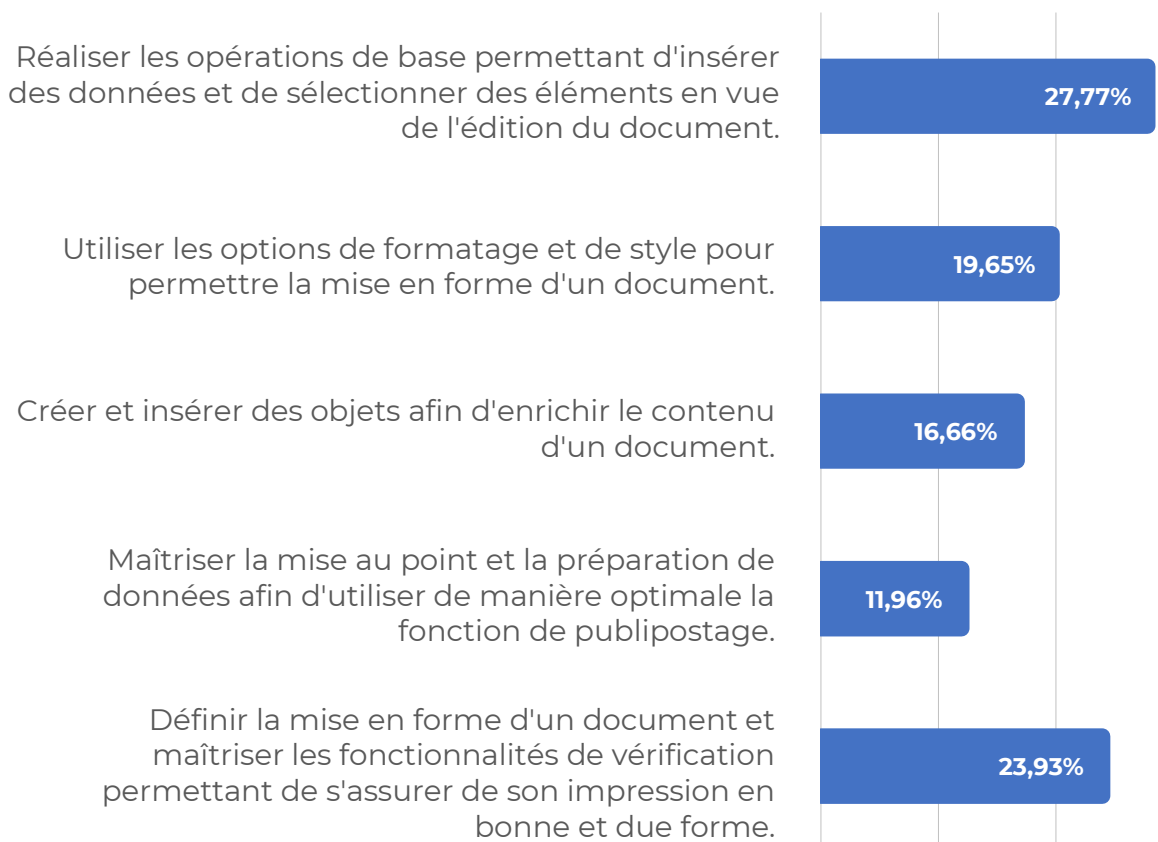 Réaliser les opérations de base permettant d'insérer
des données et de sélectionner des éléments en vue
de l'édition du document.
27,77%
Utiliser les options de formatage et de style pour
permettre la mise en forme d'un document.
19,65%
Créer et insérer des objets afin d'enrichir le contenu
d'un document.
16,66%
Maîtriser la mise au point et la préparation de
données afin d'utiliser de manière optimale la
fonction de publipostage.
11,96%
Définir la mise en forme d'un document et
maîtriser les fonctionnalités de vérification
permettant de s'assurer de son impression en
bonne et due forme.
23,93%